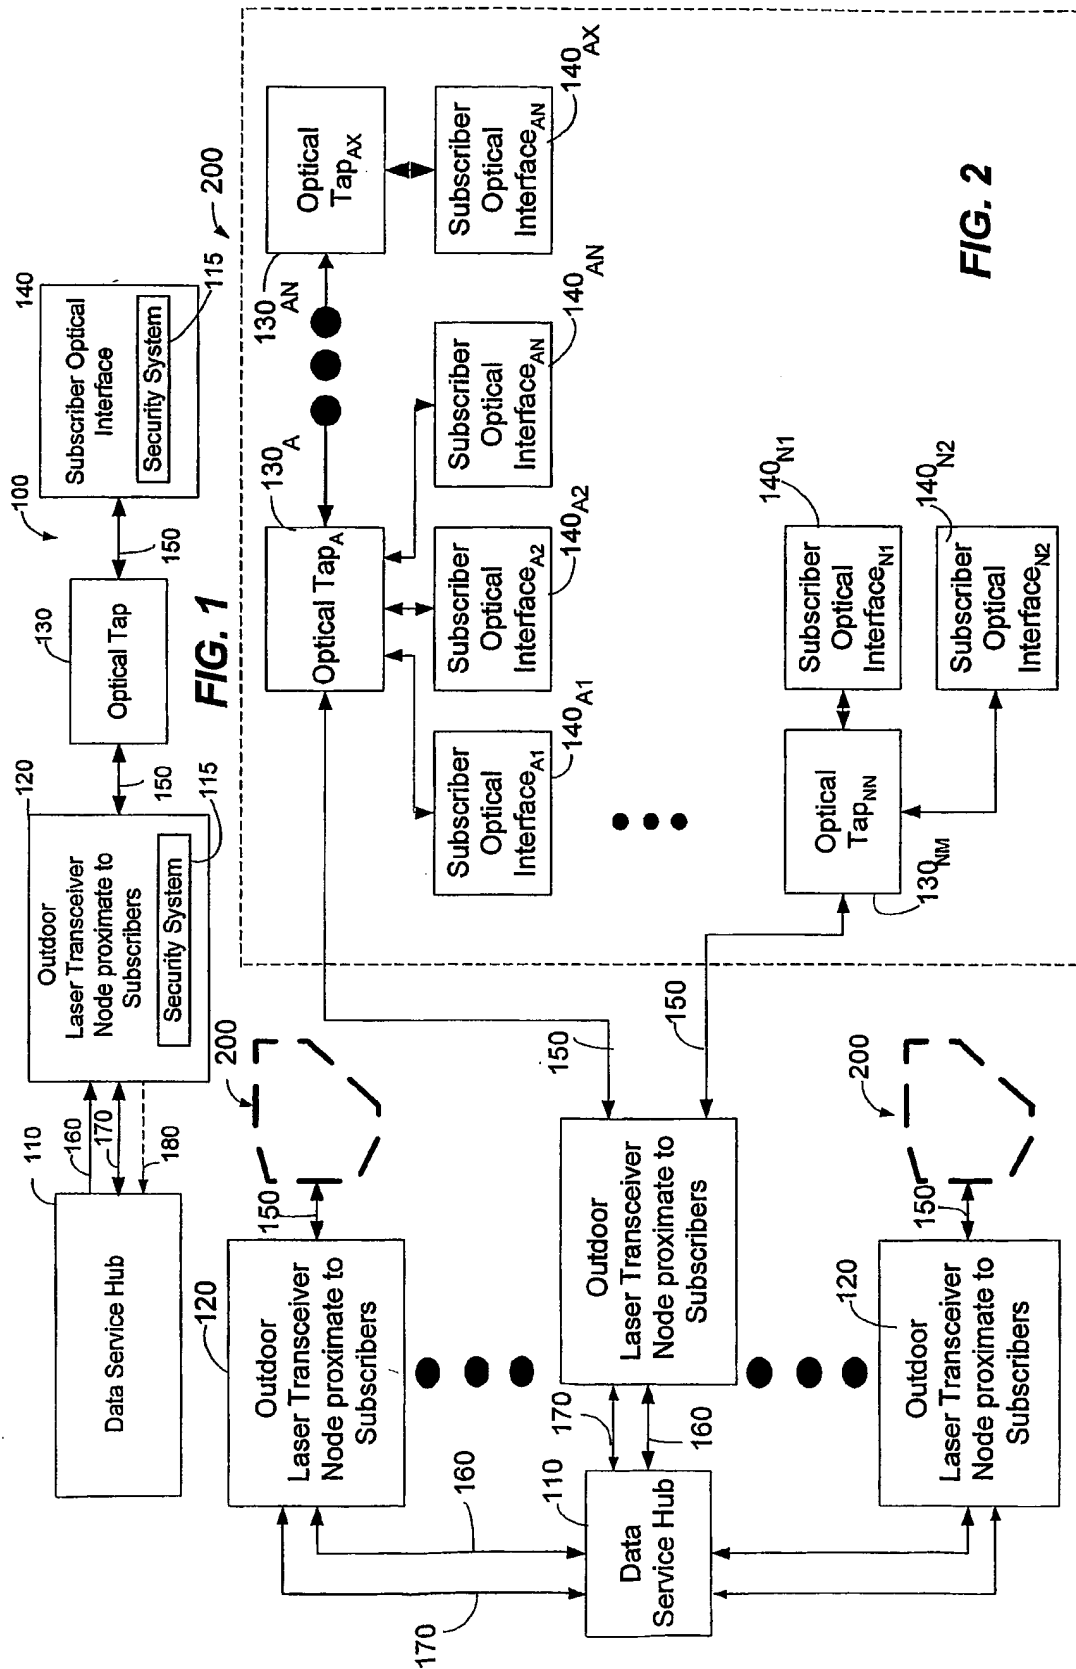 100
110
Data Service Hub
160
170
180
120
Outdoor
Laser Transceiver
Node proximate to
Subscribers
Security System
115
150
130
Optical Tap
150
140
Subscriber Optical
Interface
Security System
115
FIG. 1
200
170
160
110
Data
Service Hub
170
160
120
Outdoor
Laser Transceiver
Node proximate to
Subscribers
150
200
Outdoor
Laser Transceiver
Node proximate to
Subscribers
150
150
120
Outdoor
Laser Transceiver
Node proximate to
Subscribers
150
200
130A
Optical TapA
130AN
Optical
TapAX
Subscriber
Optical
InterfaceA1
140A1
Subscriber
Optical
InterfaceA2
140A2
Subscriber
Optical
InterfaceAN
140AN
Subscriber
Optical
InterfaceAN
140AX
Optical
TapNN
130NM
Subscriber
Optical
InterfaceN1
140N1
Subscriber
Optical
InterfaceN2
140N2
FIG. 2